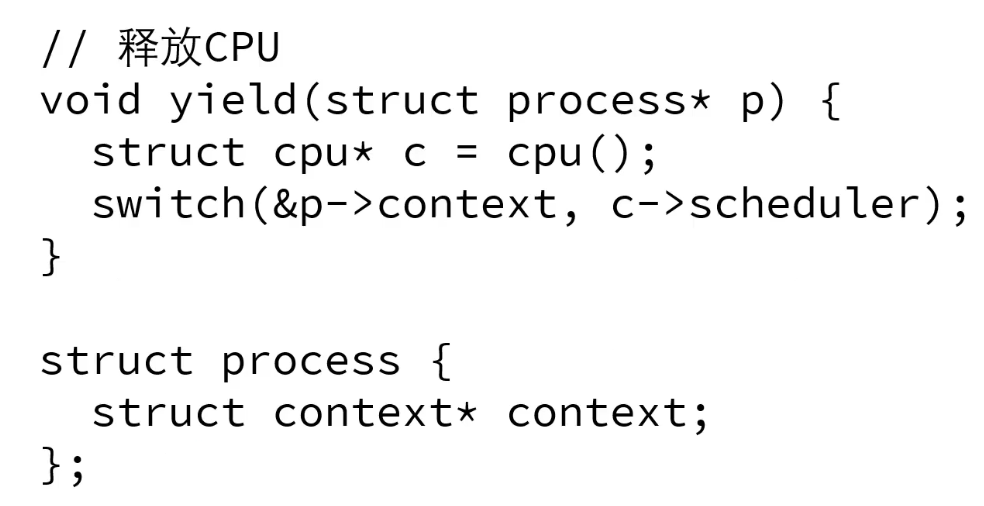 // 释放CPU
void yield(struct process* p) {
  struct cpu* c = cpu();
  switch(&p->context, c->scheduler);
}

struct process {
  struct context* context;
};